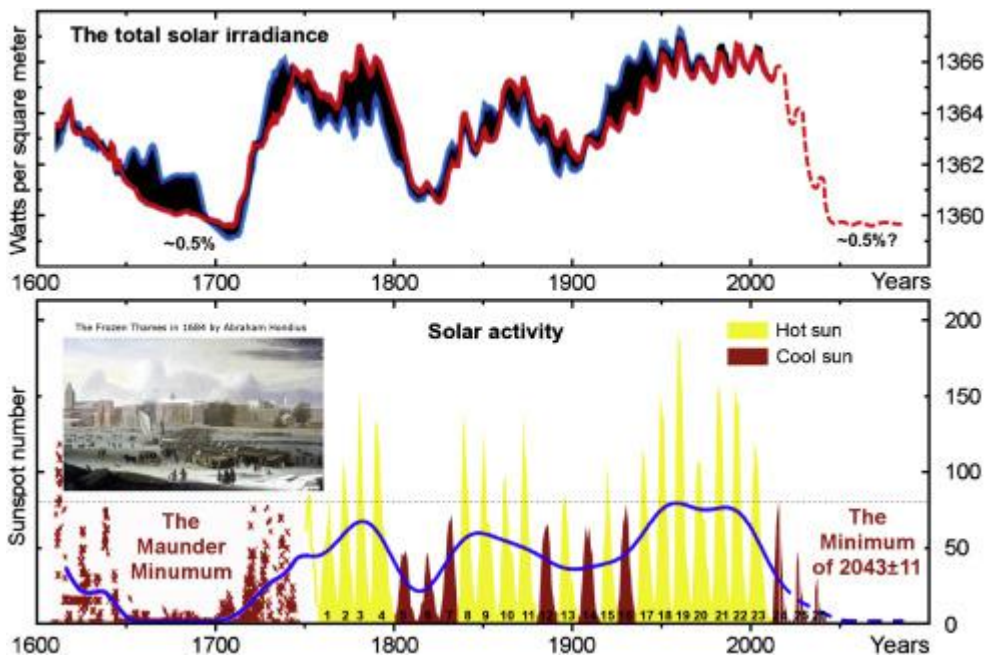 The total solar irradiance
Watts per square meter
1366
1364
1362
1360
~0.5%
~0.5%?
1600 1700 1800 1900 2000 Years
The Frozen Thames in 1684 by Abraham Hondius
Solar activity
Hot sun
Cool sun
Sunspot number
200
150
100
50
0
The
Maunder
Minumum
The
Minimum
of 2043±11
1 2 3 4 5 6 7 8 9 10 11 12 13 14 15 16 17 18 19 20 21 22 23 24 25 26
1600 1700 1800 1900 2000 Years